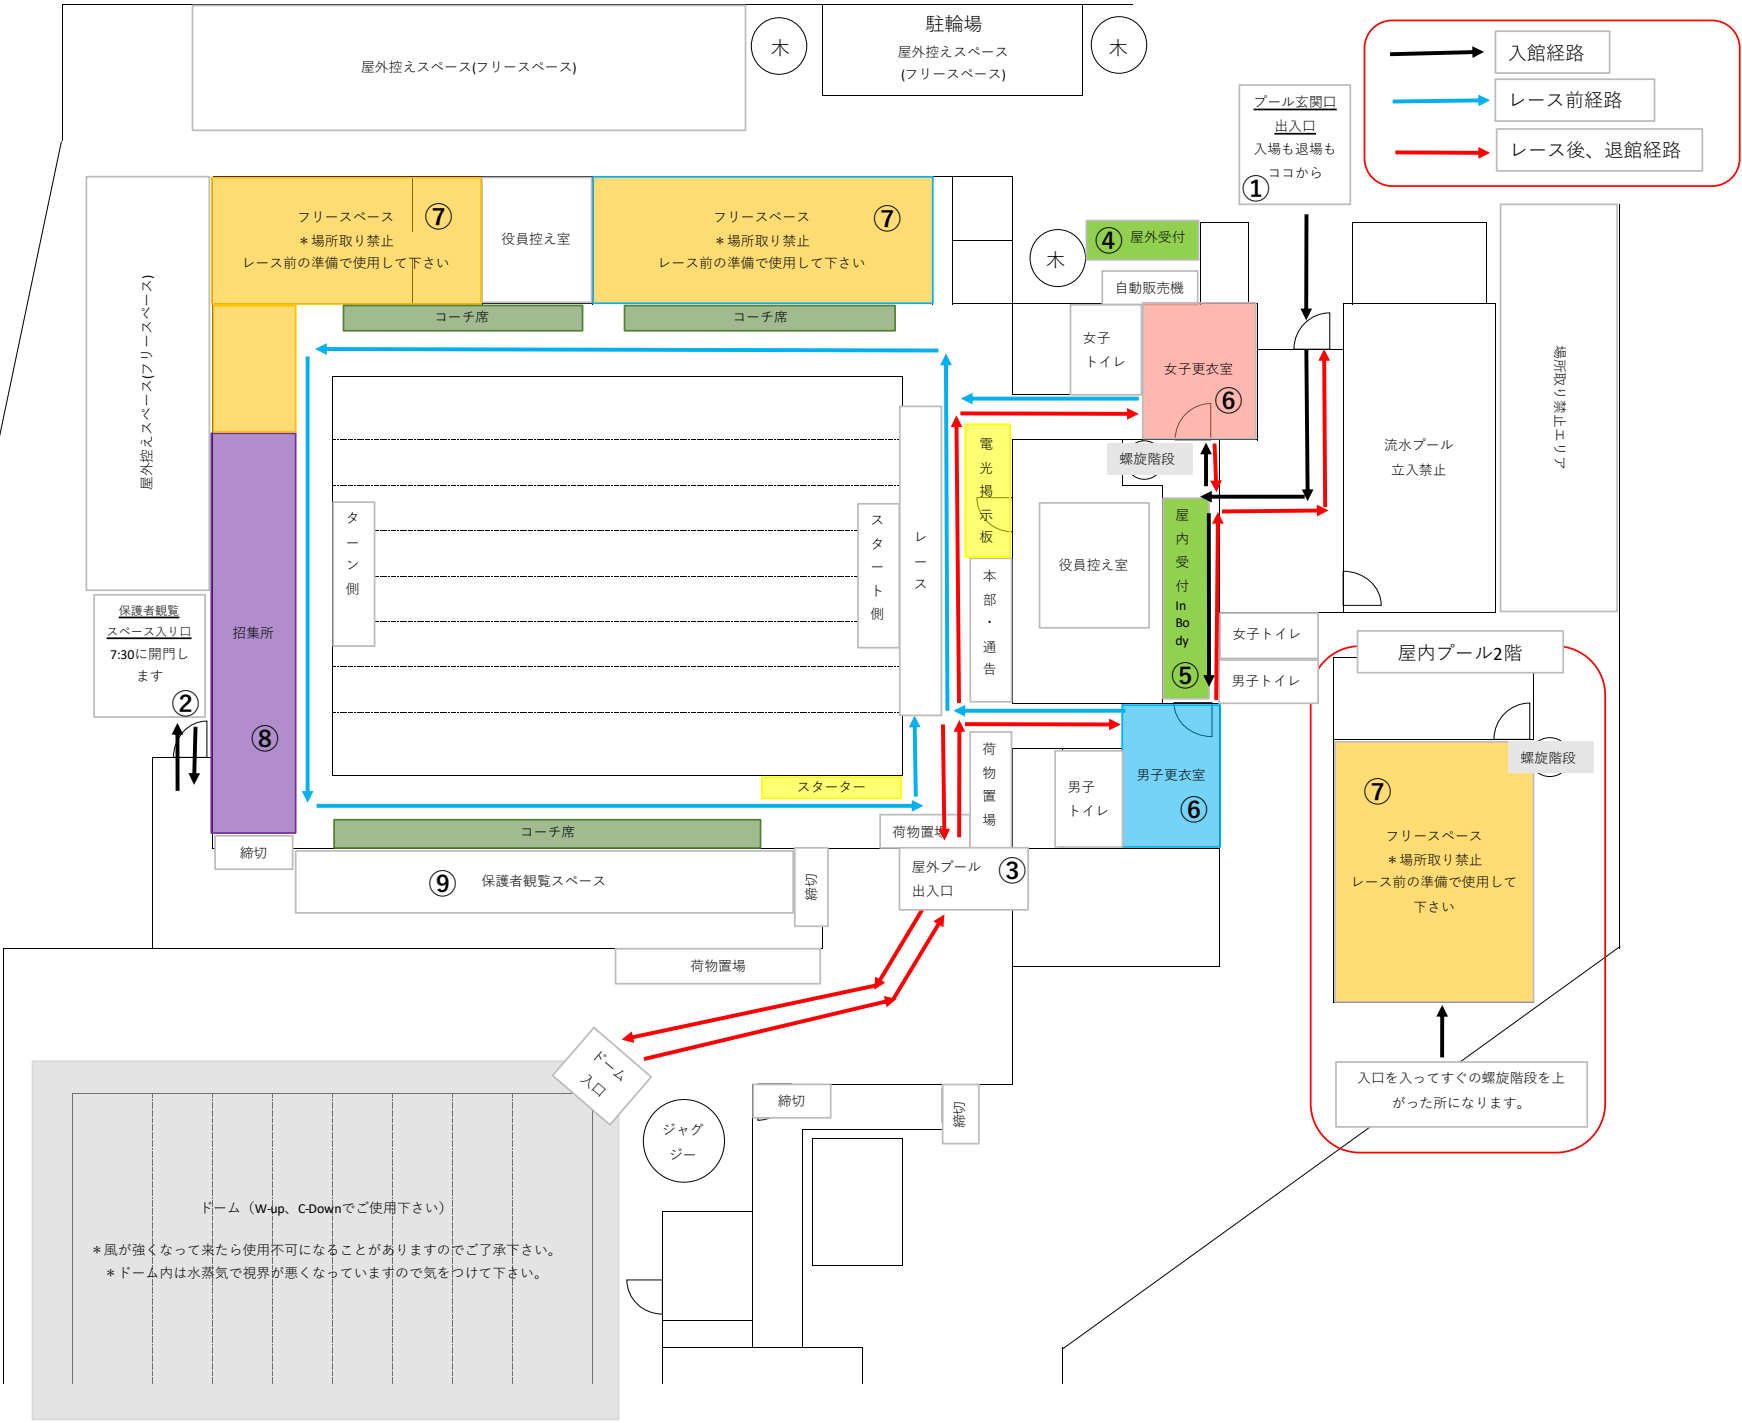 屋外控えスペース(フリースペース)
木
駐輪場
屋外控えスペース
(フリースペース)
木
入館経路
レース前経路
レース後、退館経路
プール玄関口
出入口
入場も退場も
ココから
①
屋外控えスペース(フリースペース)
フリースペース
＊場所取り禁止
レース前の準備で使用して下さい
⑦
役員控え室
フリースペース
＊場所取り禁止
レース前の準備で使用して下さい
⑦
木
④
屋外受付
自動販売機
コーチ席
コーチ席
女子
トイレ
女子更衣室
⑥
場所取り禁止エリア
流水プール
立入禁止
螺旋階段
電光掲示板
ターン側
スタート側
レース
本部・通告
役員控え室
屋内受付
In
Bo
dy
⑤
女子トイレ
男子トイレ
保護者観覧
スペース入り口
7:30に開門し
ます
②
招集所
⑧
屋内プール2階
螺旋階段
⑦
フリースペース
＊場所取り禁止
レース前の準備で使用して
下さい
入口を入ってすぐの螺旋階段を上
がった所になります。
スターター
荷物置場
男子
トイレ
男子更衣室
⑥
コーチ席
荷物置場
締切
⑨
保護者観覧スペース
締切
屋外プール
出入口
③
荷物置場
ドーム
入口
ジャグ
ジー
締切
締切
ドーム（W-up、C-Downでご使用下さい）
＊風が強くなって来たら使用不可になることがありますのでご了承下さい。
＊ドーム内は水蒸気で視界が悪くなっていますので気をつけて下さい。